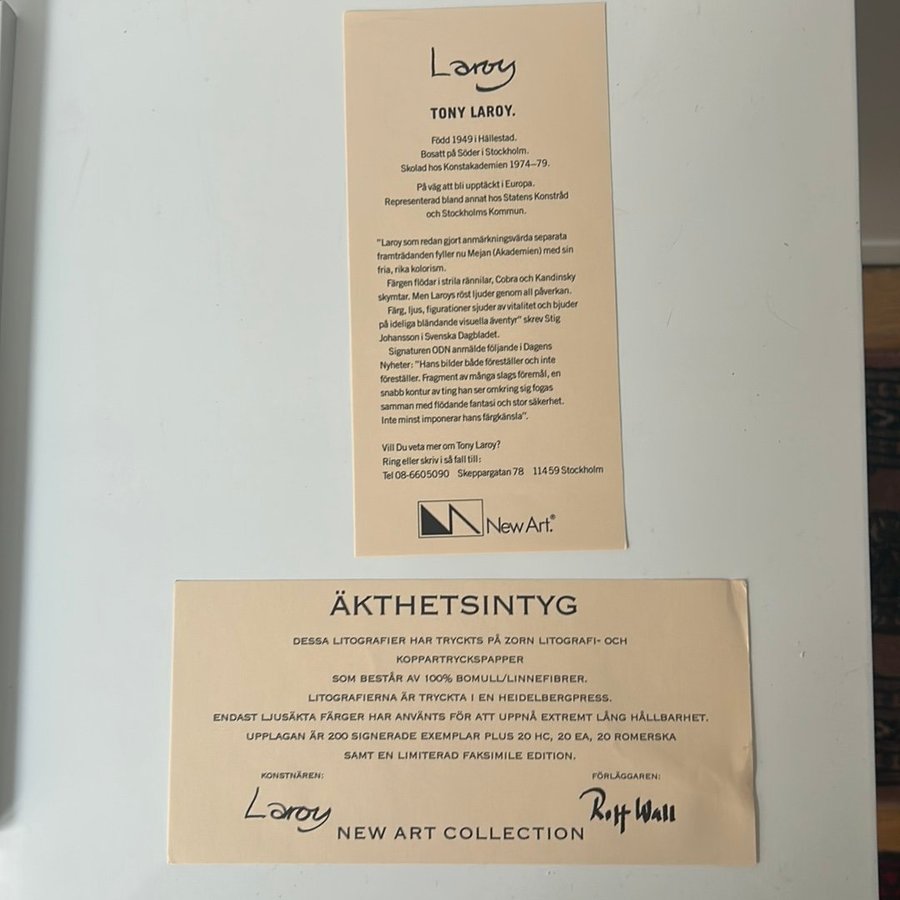 Laroy
TONY LAROY.
Född 1949 i Hällestad.
Bosatt på Söder i Stockholm.
Skolad hos Konstakademien 1974–79.
På väg att bli upptäckt i Europa.
Representerad bland annat hos Statens Konstråd
och Stockholms Kommun.
"Laroy som redan gjort anmärkningsvärda separata
framträdanden fyller nu Mejan (Akademien) med sin
fria, rika kolorism.
Färgen flödar i strila rännilar, Cobra och Kandinsky
skymtar. Men Laroys röst ljuder genom all påverkan.
Färg, ljus, figurationer sjuder av vitalitet och bjuder
på ideliga bländande visuella äventyr" skrev Stig
Johansson i Svenska Dagbladet.
Signaturen ODN anmälde följande i Dagens
Nyheter: "Hans bilder både föreställer och inte
föreställer. Fragment av många slags föremål, en
snabb kontur av ting han ser omkring sig fogas
samman med flödande fantasi och stor säkerhet.
Inte minst imponerar hans färgkänsla".
Vill Du veta mer om Tony Laroy?
Ring eller skriv i så fall till:
Tel 08-6605090 Skeppargatan 78 114 59 Stockholm
New Art.®
ÄKTHETSINTYG
DESSA LITOGRAFIER HAR TRYCKTS PÅ ZORN LITOGRAFI- OCH
KOPPARTRYCKSPAPPER
SOM BESTÅR AV 100% BOMULL/LINNEFIBRER.
LITOGRAFIERNA ÄR TRYCKTA I EN HEIDELBERGPRESS.
ENDAST LJUSÄKTA FÄRGER HAR ANVÄNTS FÖR ATT UPPNÅ EXTREMT LÅNG HÅLLBARHET.
UPPLAGAN ÄR 200 SIGNERADE EXEMPLAR PLUS 20 HC, 20 EA, 20 ROMERSKA
SAMT EN LIMITERAD FAKSIMILE EDITION.
KONSTNÄREN: FÖRLÄGGAREN:
Laroy Rolf Wall
NEW ART COLLECTION